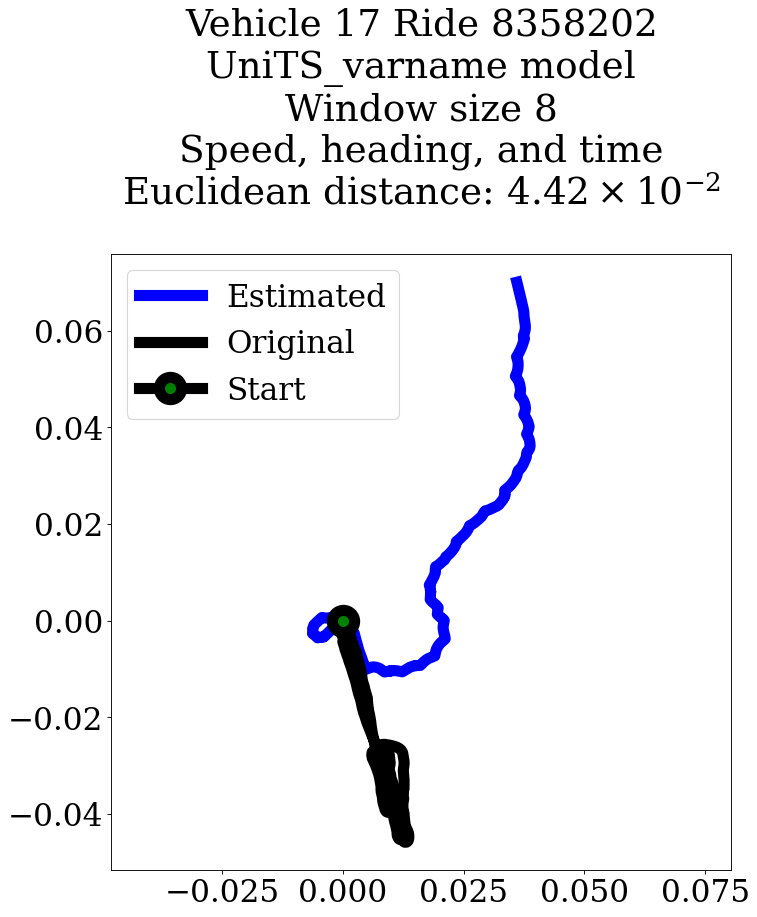 Vehicle 17 Ride 8358202
UniTS_varname model
Window size 8
Speed, heading, and time
Euclidean distance: 4.42 × 10⁻²
Estimated
Original
Start
0.06
0.04
0.02
0.00
−0.02
−0.04
−0.025 0.000 0.025 0.050 0.075